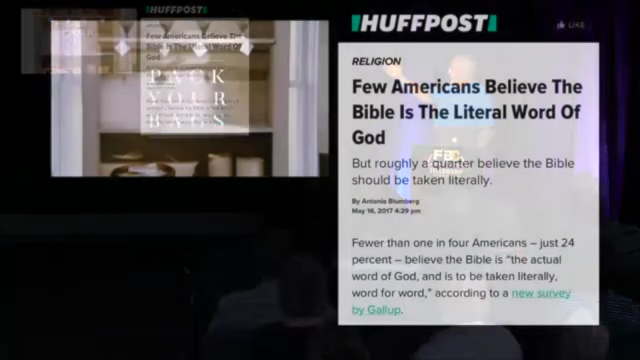 HUFFPOST
LIKE
RELIGION
Few Americans Believe The
Bible Is The Literal Word Of
God
But roughly a quarter believe the Bible
should be taken literally.
By Antonia Blumberg
May 16, 2017 4:29 pm
Fewer than one in four Americans – just 24
percent – believe the Bible is “the actual
word of God, and is to be taken literally,
word for word,” according to a new survey
by Gallup.
HUFFPOST
Few Americans Believe The
Bible Is The Literal Word Of
God
PACK
YOUR
BAGS